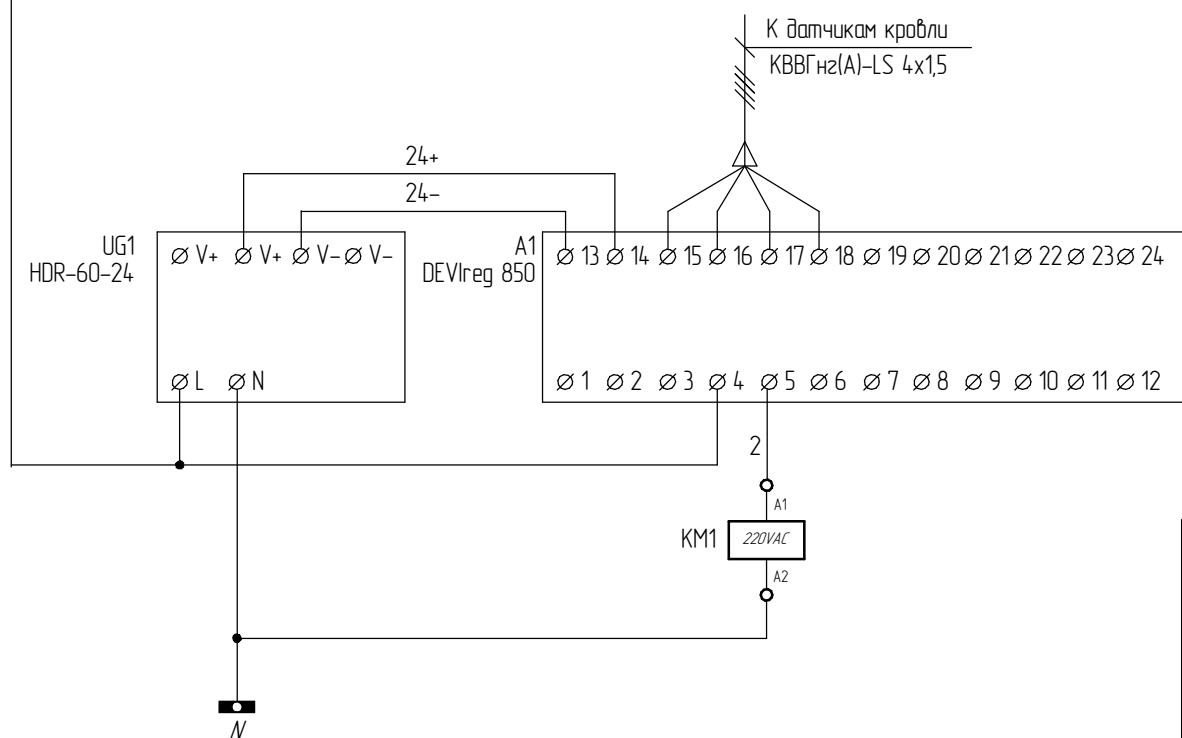 К датчикам кровли
КВВГнг(А)-LS 4x1,5
24+
24-
UG1
HDR-60-24
V+ V+ V- V-
A1
DEVIreg 850
13 14 15 16 17 18 19 20 21 22 23 24
L N
1 2 3 4 5 6 7 8 9 10 11 12
2
A1
KM1
220VAC
A2
N